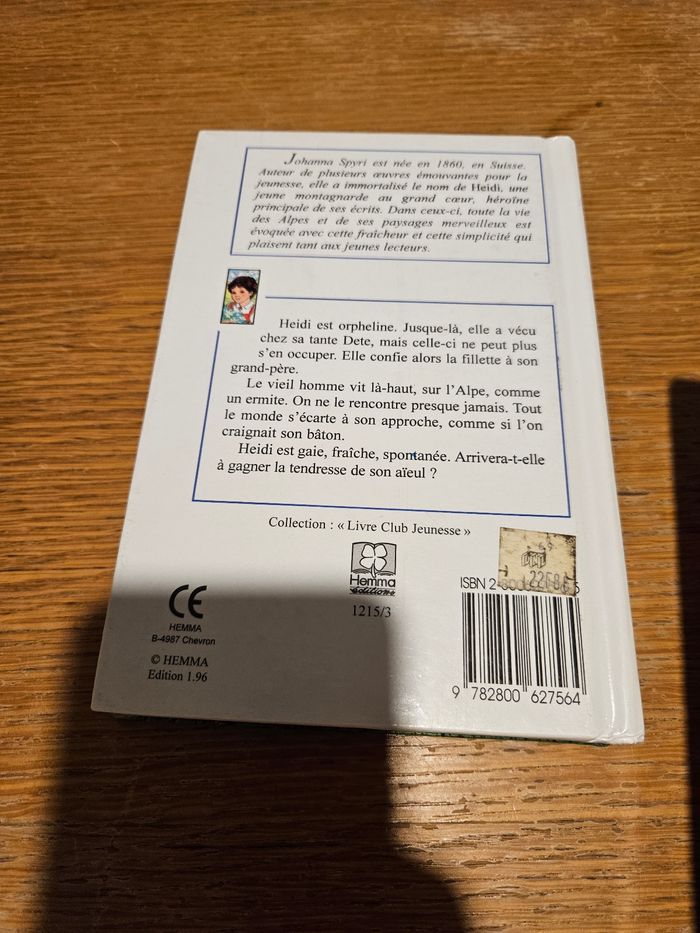 Johanna Spyri est née en 1860, en Suisse.
Auteur de plusieurs œuvres émouvantes pour la
jeunesse, elle a immortalisé le nom de Heidi, une
jeune montagnarde au grand cœur, héroïne
principale de ses écrits. Dans ceux-ci, toute la vie
des Alpes et de ses paysages merveilleux est
évoquée avec cette fraîcheur et cette simplicité qui
plaisent tant aux jeunes lecteurs.
Heidi est orpheline. Jusque-là, elle a vécu
chez sa tante Dete, mais celle-ci ne peut plus
s'en occuper. Elle confie alors la fillette à son
grand-père.
Le vieil homme vit là-haut, sur l'Alpe, comme
un ermite. On ne le rencontre presque jamais. Tout
le monde s'écarte à son approche, comme si l'on
craignait son bâton.
Heidi est gaie, fraîche, spontanée. Arrivera-t-elle
à gagner la tendresse de son aïeul ?
Collection : « Livre Club Jeunesse »
Hemma
éditions
1215/3
CE
HEMMA
B-4987 Chevron
© HEMMA
Edition 1.96
ISBN 2-
9 782800 627564